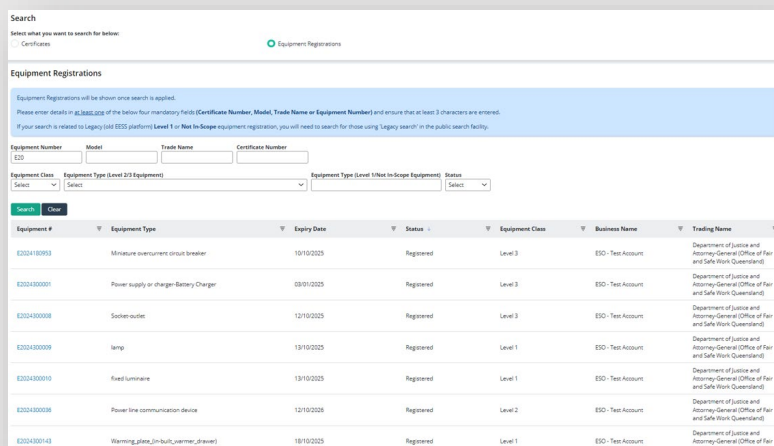 Search
Select what you want to search for below:
Certificates Equipment Registrations
Equipment Registrations
Equipment Registrations will be shown once search is applied.
Please enter details in at least one of the below four mandatory fields (Certificate Number, Model, Trade Name or Equipment Number) and ensure that at least 3 characters are entered.
If your search is related to Legacy (old EESS platform) Level 1 or Not In-Scope equipment registration, you will need to search for those using 'Legacy search' in the public search facility.
Equipment Number Model Trade Name Certificate Number
E20
Equipment Class Equipment Type (Level 2/3 Equipment) Equipment Type (Level 1/Not In-Scope Equipment) Status
Select Select Select
Search Clear
Equipment # Equipment Type Expiry Date Status Equipment Class Business Name Trading Name
E2024180953 Miniature overcurrent circuit breaker 10/10/2025 Registered Level 3 ESO - Test Account Department of Justice and Attorney-General (Office of Fair and Safe Work Queensland)
E2024300001 Power supply or charger-Battery Charger 03/01/2025 Registered Level 3 ESO - Test Account Department of Justice and Attorney-General (Office of Fair and Safe Work Queensland)
E2024300008 Socket-outlet 12/10/2025 Registered Level 3 ESO - Test Account Department of Justice and Attorney-General (Office of Fair and Safe Work Queensland)
E2024300009 lamp 13/10/2025 Registered Level 1 ESO - Test Account Department of Justice and Attorney-General (Office of Fair and Safe Work Queensland)
E2024300010 fixed luminaire 13/10/2025 Registered Level 1 ESO - Test Account Department of Justice and Attorney-General (Office of Fair and Safe Work Queensland)
E2024300036 Power line communication device 12/10/2026 Registered Level 2 ESO - Test Account Department of Justice and Attorney-General (Office of Fair and Safe Work Queensland)
E2024300143 Warming_plate_(in-built_warmer_drawer) 18/10/2025 Registered Level 1 ESO - Test Account Department of Justice and Attorney-General (Office of Fair